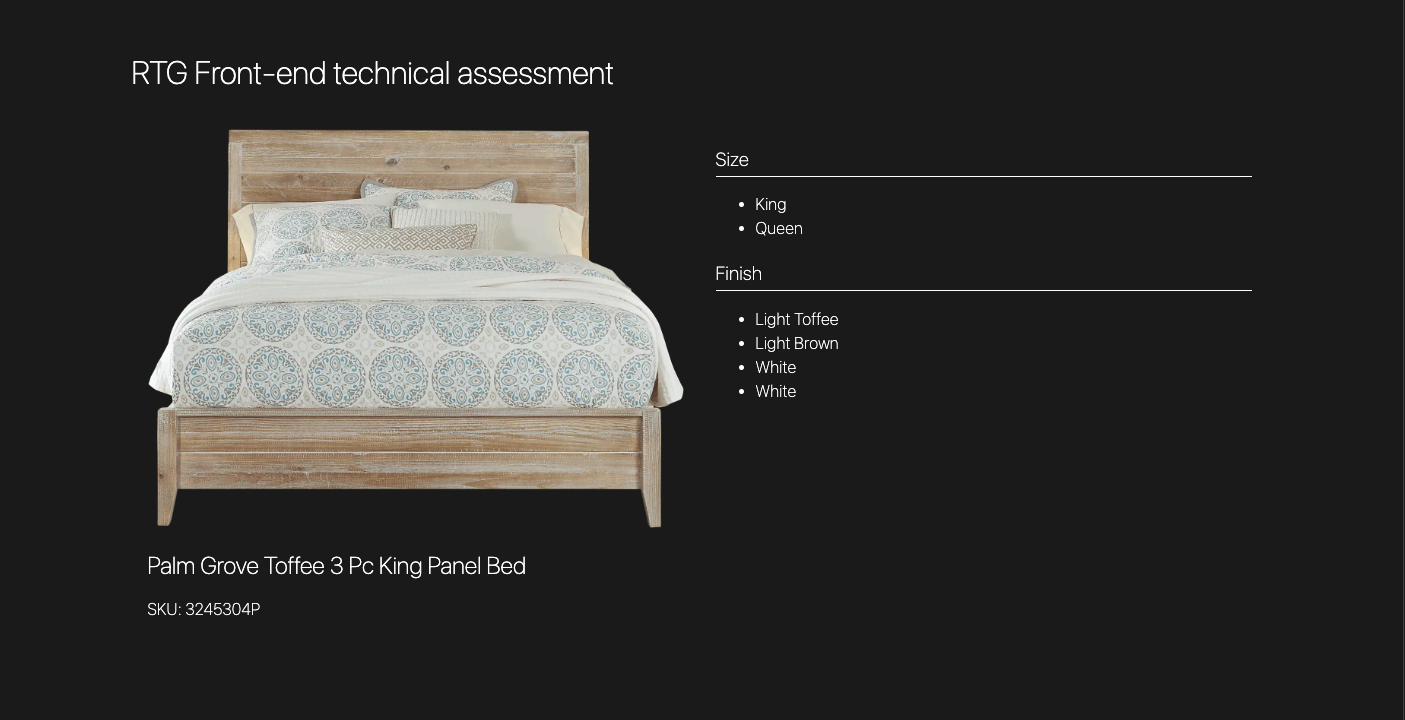 RTG Front-end technical assessment
Size
King
Queen
Finish
Light Toffee
Light Brown
White
White
Palm Grove Toffee 3 Pc King Panel Bed
SKU: 3245304P